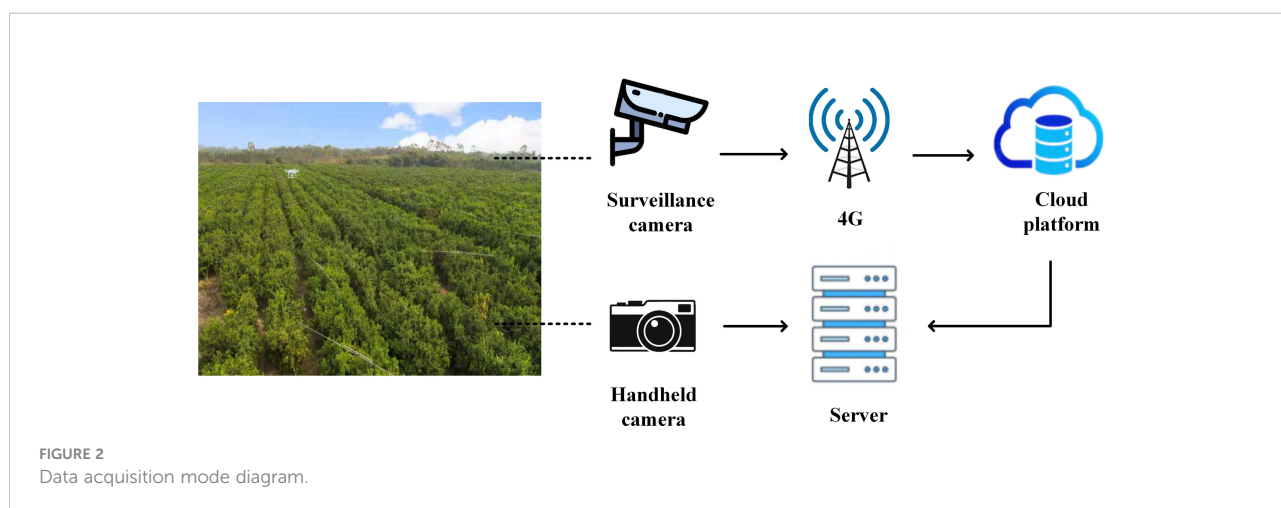 Surveillance
camera
4G
Cloud
platform
Handheld
camera
Server
FIGURE 2
Data acquisition mode diagram.